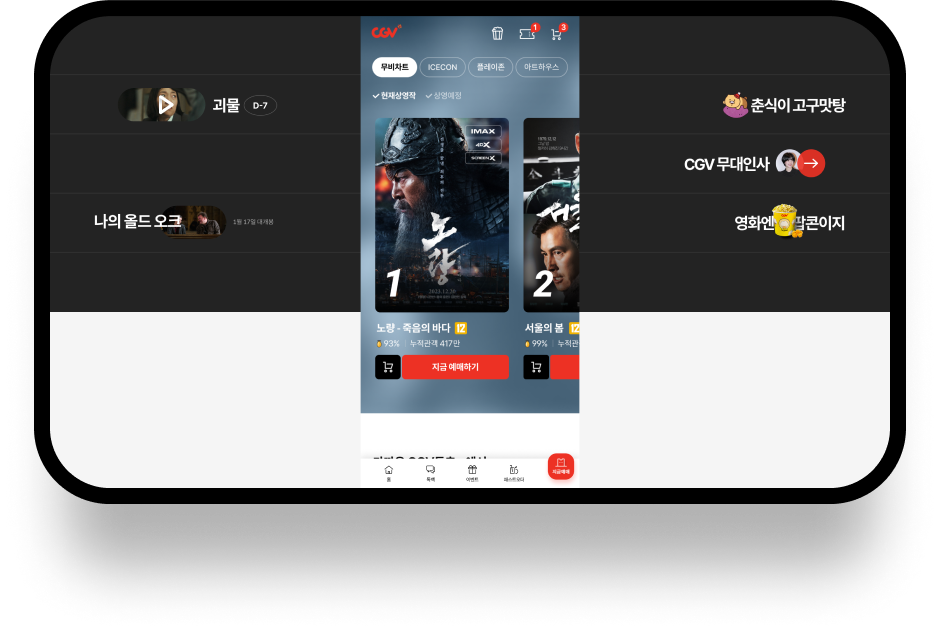 괴물 D-7
나의 올드 오크 1월 17일 대개봉
CGV
1
3
무비차트 ICECON 플레이존 아트하우스
현재상영작 상영예정
IMAX
4DX
SCREENX
노량
2023.12.20
1
2
노량 - 죽음의 바다 12
93% 누적관객 417만
지금 예매하기
서울의 봄 12
99% 누적관
홈 톡백 이벤트 패스트오더 지금예매
춘식이 고구맛탕
CGV 무대인사
영화엔 팝콘이지